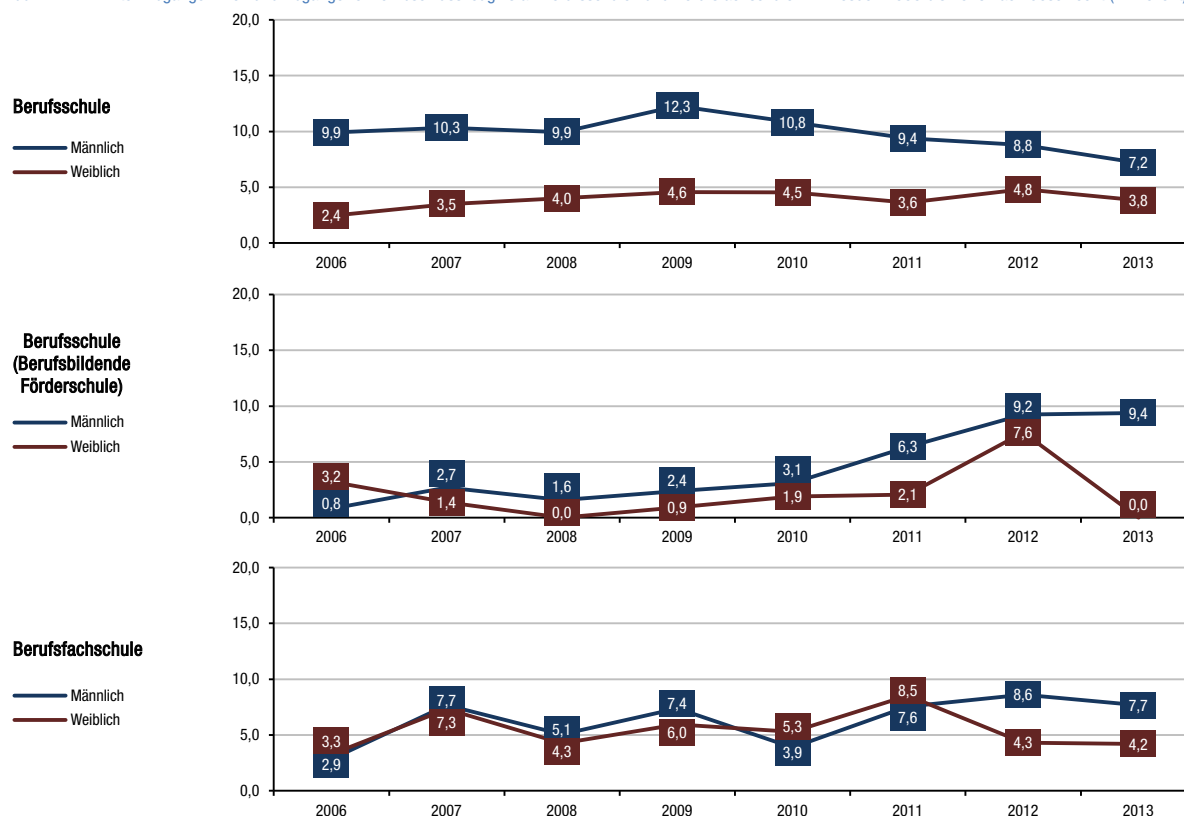 20,0
15,0
10,0
5,0
0,0
Berufsschule
Männlich
Weiblich
9,9 10,3 9,9 12,3 10,8 9,4 8,8 7,2
2,4 3,5 4,0 4,6 4,5 3,6 4,8 3,8
2006 2007 2008 2009 2010 2011 2012 2013
20,0
15,0
10,0
5,0
0,0
Berufsschule
(Berufsbildende
Förderschule)
Männlich
Weiblich
0,8 2,7 1,6 2,4 3,1 6,3 9,2 9,4
3,2 1,4 0,0 0,9 1,9 2,1 7,6 0,0
2006 2007 2008 2009 2010 2011 2012 2013
20,0
15,0
10,0
5,0
0,0
Berufsfachschule
Männlich
Weiblich
2,9 7,7 5,1 7,4 3,9 7,6 8,6 7,7
3,3 7,3 4,3 6,0 5,3 8,5 4,3 4,2
2006 2007 2008 2009 2010 2011 2012 2013